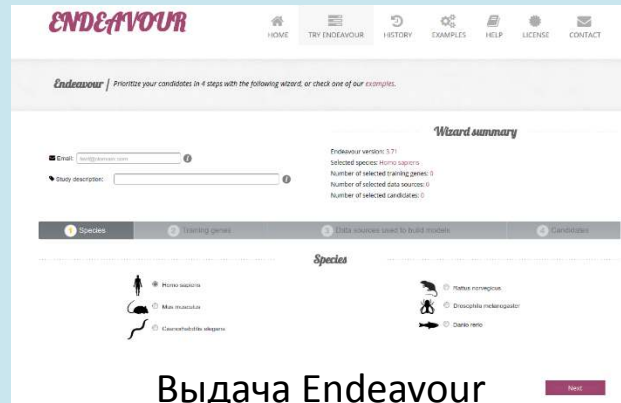 ENDEAVOUR
HOME TRY ENDEAVOUR HISTORY EXAMPLES HELP LICENSE CONTACT
Endeavour | Prioritize your candidates in 4 steps with the following wizard, or check one of our examples.
Wizard summary
Email:
Study description:
Endeavour version: 3.71
Selected species: Homo sapiens
Number of selected training genes: 0
Number of selected data sources: 0
Number of selected candidates: 0
1 Species 2 Training genes 3 Data sources used to build models 4 Candidates
Species
Homo sapiens
Mus musculus
Caenorhabditis elegans
Rattus norvegicus
Drosophila melanogaster
Danio rerio
Выдача Endeavour
Next